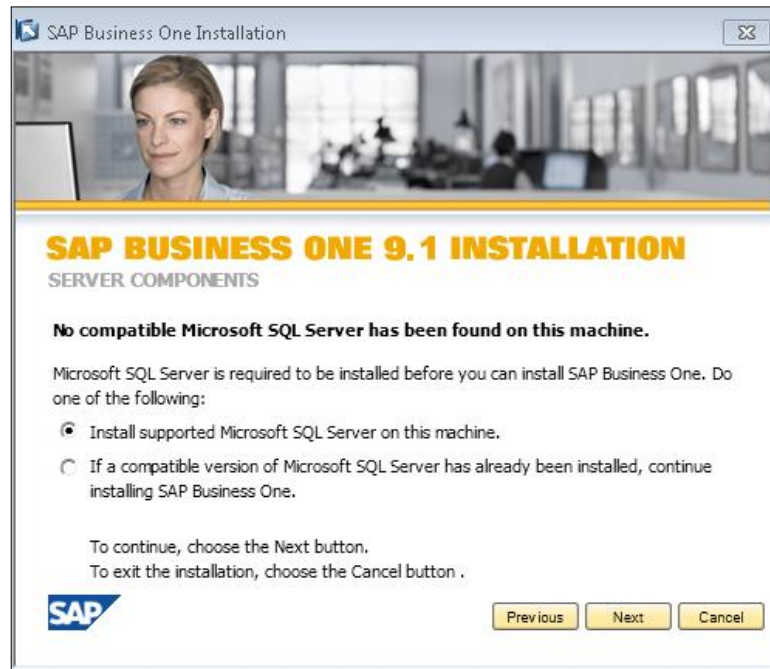 SAP Business One Installation
SAP BUSINESS ONE 9.1 INSTALLATION
SERVER COMPONENTS
No compatible Microsoft SQL Server has been found on this machine.
Microsoft SQL Server is required to be installed before you can install SAP Business One. Do
one of the following:
Install supported Microsoft SQL Server on this machine.
If a compatible version of Microsoft SQL Server has already been installed, continue
installing SAP Business One.
To continue, choose the Next button.
To exit the installation, choose the Cancel button .
SAP
Previous Next Cancel